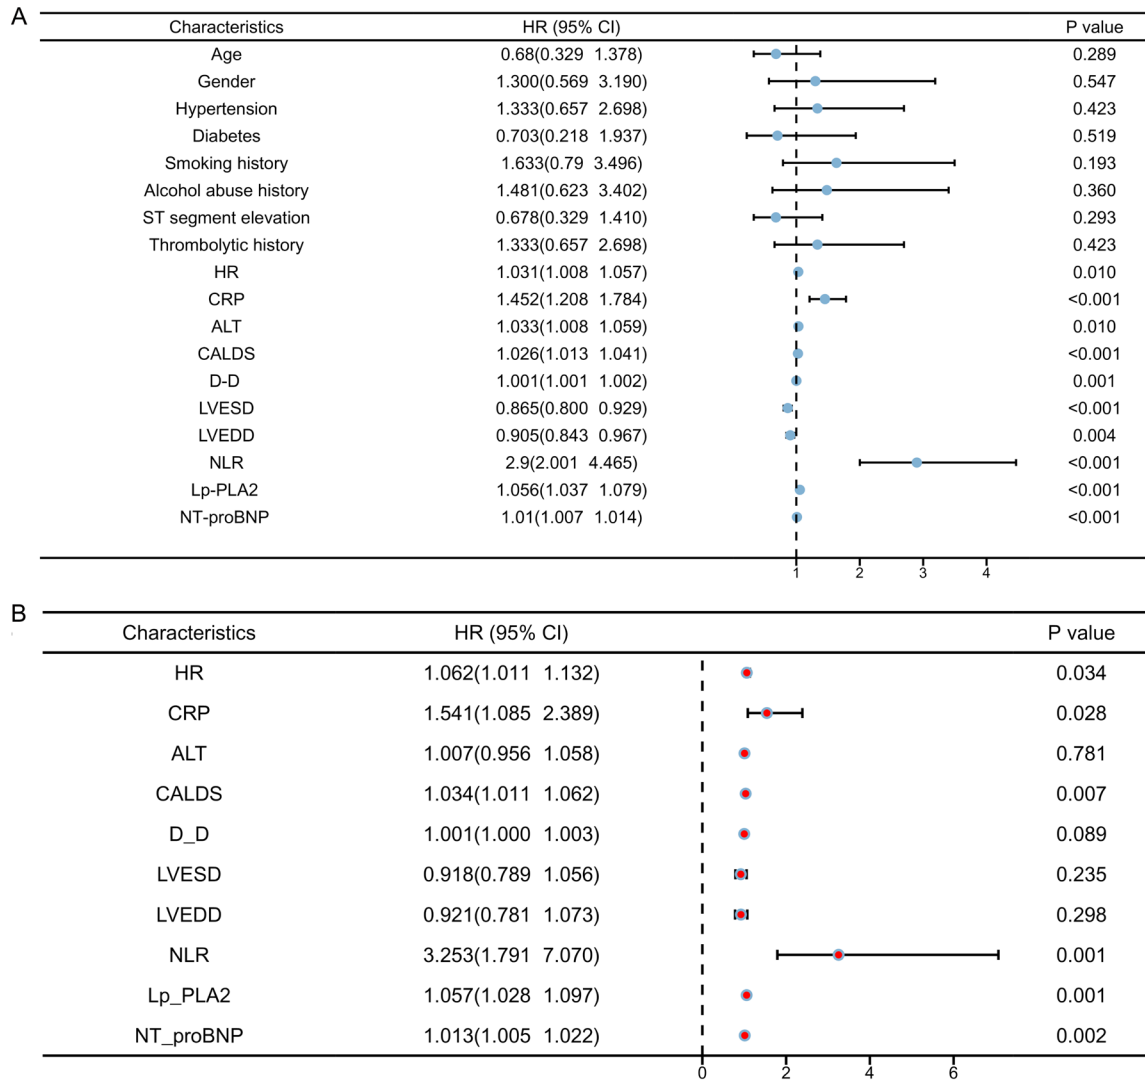 A
Characteristics HR (95% CI) P value
Age 0.68(0.329 1.378) 0.289
Gender 1.300(0.569 3.190) 0.547
Hypertension 1.333(0.657 2.698) 0.423
Diabetes 0.703(0.218 1.937) 0.519
Smoking history 1.633(0.79 3.496) 0.193
Alcohol abuse history 1.481(0.623 3.402) 0.360
ST segment elevation 0.678(0.329 1.410) 0.293
Thrombolytic history 1.333(0.657 2.698) 0.423
HR 1.031(1.008 1.057) 0.010
CRP 1.452(1.208 1.784) <0.001
ALT 1.033(1.008 1.059) 0.010
CALDS 1.026(1.013 1.041) <0.001
D-D 1.001(1.001 1.002) 0.001
LVESD 0.865(0.800 0.929) <0.001
LVEDD 0.905(0.843 0.967) 0.004
NLR 2.9(2.001 4.465) <0.001
Lp-PLA2 1.056(1.037 1.079) <0.001
NT-proBNP 1.01(1.007 1.014) <0.001
1 2 3 4
B
Characteristics HR (95% CI) P value
HR 1.062(1.011 1.132) 0.034
CRP 1.541(1.085 2.389) 0.028
ALT 1.007(0.956 1.058) 0.781
CALDS 1.034(1.011 1.062) 0.007
D_D 1.001(1.000 1.003) 0.089
LVESD 0.918(0.789 1.056) 0.235
LVEDD 0.921(0.781 1.073) 0.298
NLR 3.253(1.791 7.070) 0.001
Lp_PLA2 1.057(1.028 1.097) 0.001
NT_proBNP 1.013(1.005 1.022) 0.002
0 2 4 6